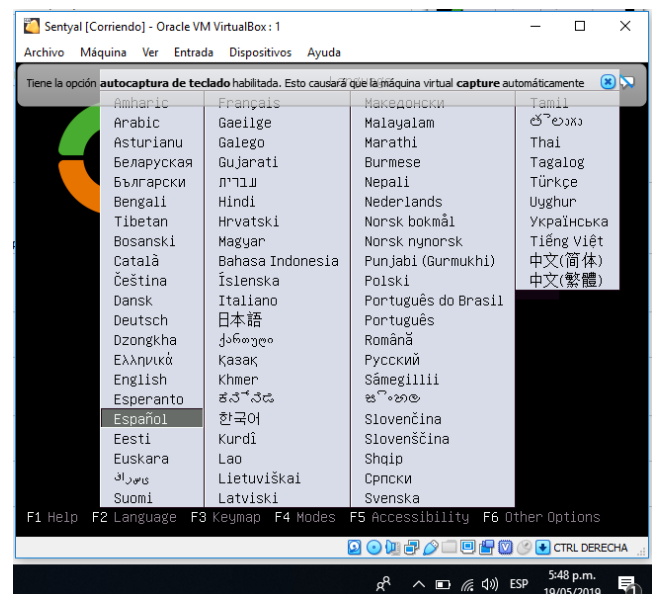 Sentyal [Corriendo] - Oracle VM VirtualBox : 1
Archivo Máquina Ver Entrada Dispositivos Ayuda
Tiene la opción autocaptura de teclado habilitada. Esto causará que la máquina virtual capture automáticamente
Amharic
Arabic
Asturianu
Беларуская
Български
Bengali
Tibetan
Bosanski
Català
Čeština
Dansk
Deutsch
Dzongkha
Ελληνικά
English
Esperanto
Español
Eesti
Euskara
Suomi
Français
Gaeilge
Galego
Gujarati
עברית
Hindi
Hrvatski
Magyar
Bahasa Indonesia
Íslenska
Italiano
日本語
ქართული
Қазақ
Khmer
한국어
Kurdî
Lao
Lietuviškai
Latviski
Македонски
Malayalam
Marathi
Burmese
Nepali
Nederlands
Norsk bokmål
Norsk nynorsk
Punjabi (Gurmukhi)
Polski
Português do Brasil
Português
Română
Русский
Sámegillii
Slovenčina
Slovenščina
Shqip
Српски
Svenska
Tamil
Thai
Tagalog
Türkçe
Uyghur
Українська
Tiếng Việt
中文(简体)
中文(繁體)
F1 Help F2 Language F3 Keymap F4 Modes F5 Accessibility F6 Other Options
CTRL DERECHA
ESP
5:48 p.m.
19/05/2019